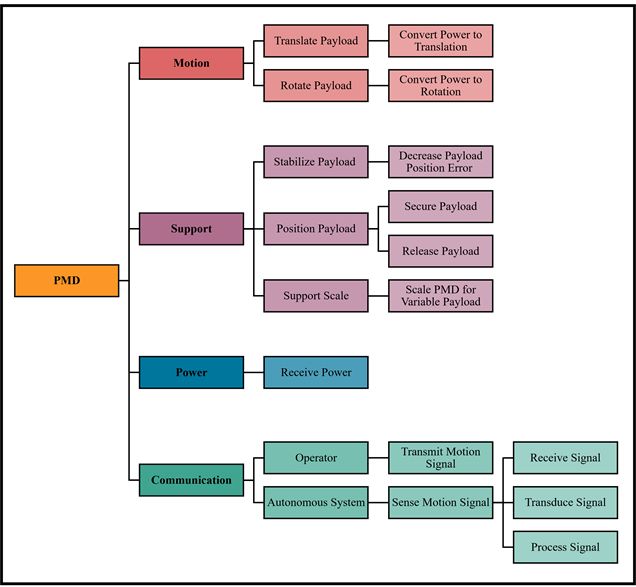 PMD
Motion
Translate Payload
Convert Power to
Translation
Rotate Payload
Convert Power to
Rotation
Support
Stabilize Payload
Decrease Payload
Position Error
Position Payload
Secure Payload
Release Payload
Support Scale
Scale PMD for
Variable Payload
Power
Receive Power
Communication
Operator
Transmit Motion
Signal
Autonomous System
Sense Motion Signal
Receive Signal
Transduce Signal
Process Signal